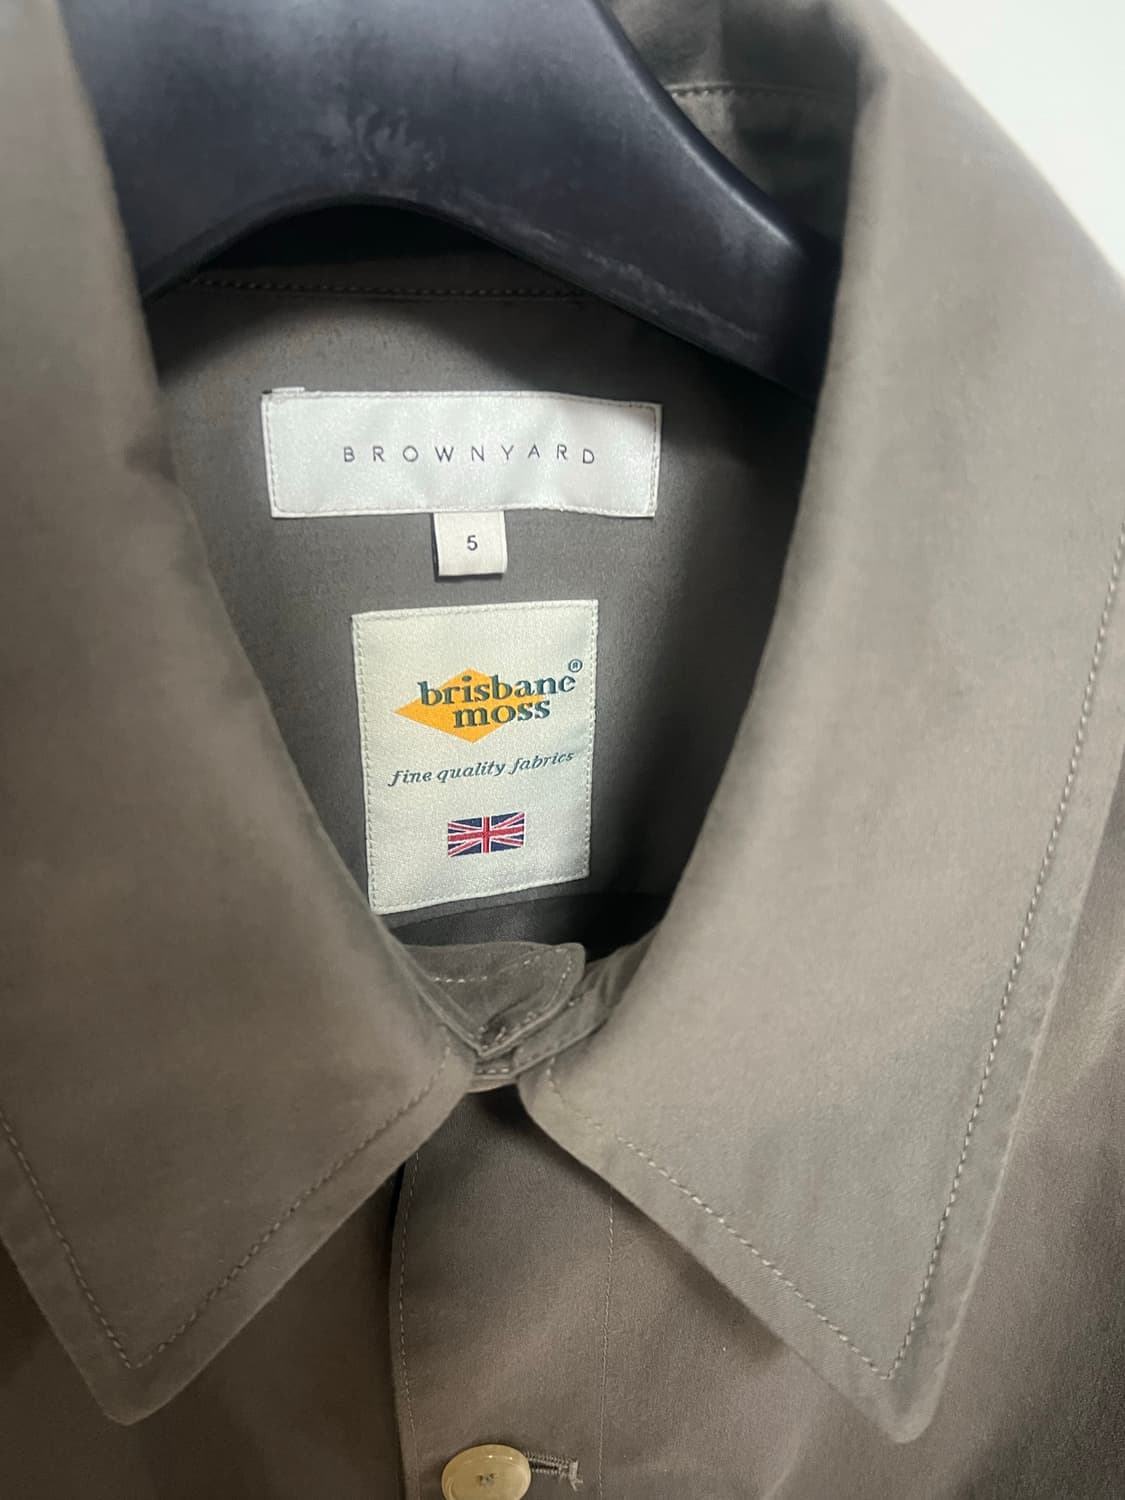 BROWNYARD
5
brisbane®
moss
fine quality fabrics